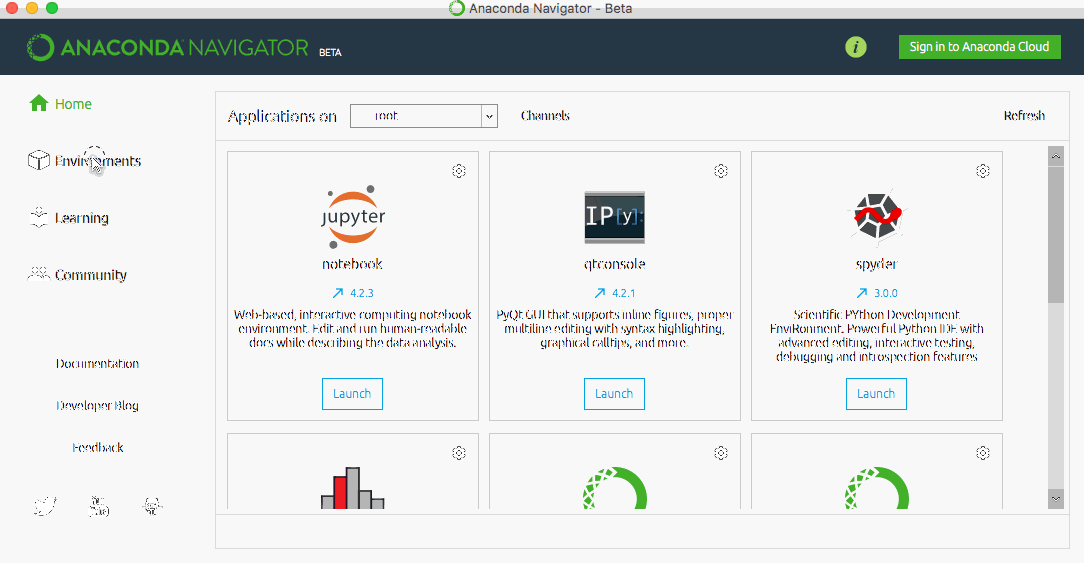 Anaconda Navigator - Beta
ANACONDA NAVIGATOR BETA
i
Sign in to Anaconda Cloud
Home
Environments
Learning
Community
Documentation
Developer Blog
Feedback
Applications on root Channels Refresh
jupyter
notebook
4.2.3
Web-based, interactive computing notebook
environment. Edit and run human-readable
docs while describing the data analysis.
Launch
IP[y]:
qtconsole
4.2.1
PyQt GUI that supports inline figures, proper
multiline editing with syntax highlighting,
graphical calltips, and more.
Launch
spyder
3.0.0
Scientific PYthon Development
EnviRonment. Powerful Python IDE with
advanced editing, interactive testing,
debugging and introspection features
Launch